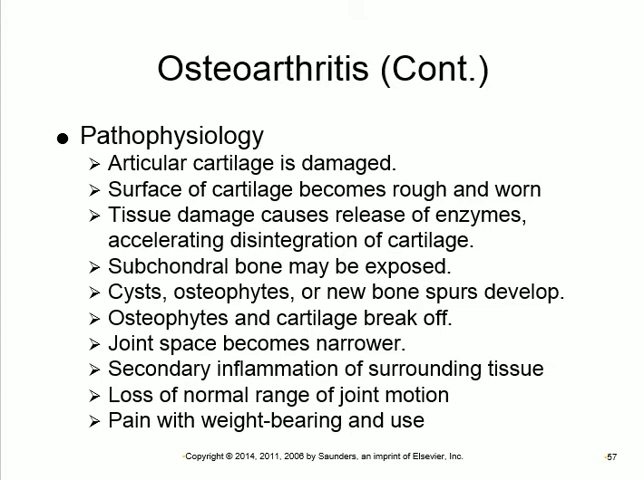 Osteoarthritis (Cont.)
● Pathophysiology
➢ Articular cartilage is damaged.
➢ Surface of cartilage becomes rough and worn
➢ Tissue damage causes release of enzymes,
accelerating disintegration of cartilage.
➢ Subchondral bone may be exposed.
➢ Cysts, osteophytes, or new bone spurs develop.
➢ Osteophytes and cartilage break off.
➢ Joint space becomes narrower.
➢ Secondary inflammation of surrounding tissue
➢ Loss of normal range of joint motion
➢ Pain with weight-bearing and use
Copyright © 2014, 2011, 2006 by Saunders, an imprint of Elsevier, Inc.
57